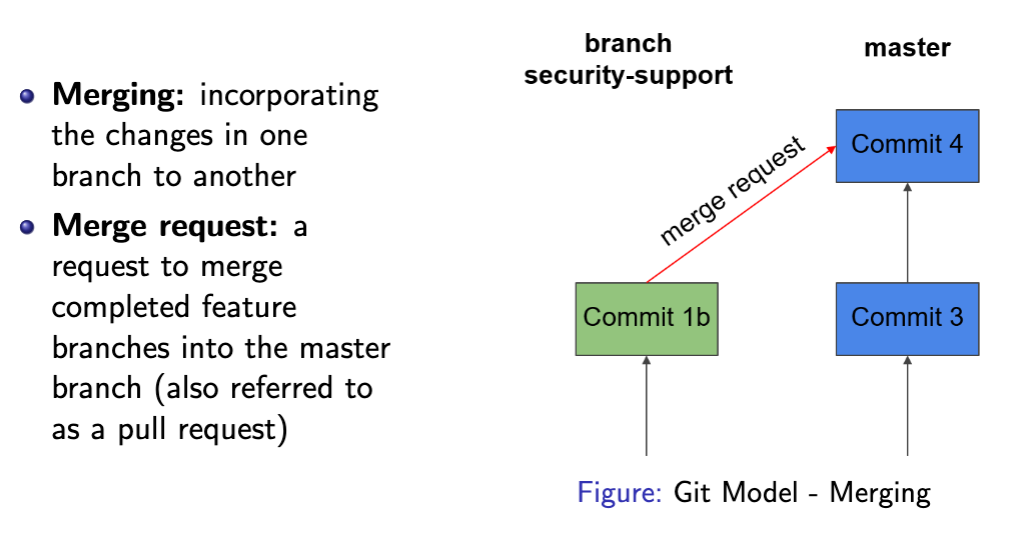 Merging: incorporating
the changes in one
branch to another
Merge request: a
request to merge
completed feature
branches into the master
branch (also referred to
as a pull request)
branch
security-support
master
Commit 4
merge request
Commit 1b
Commit 3
Figure: Git Model - Merging